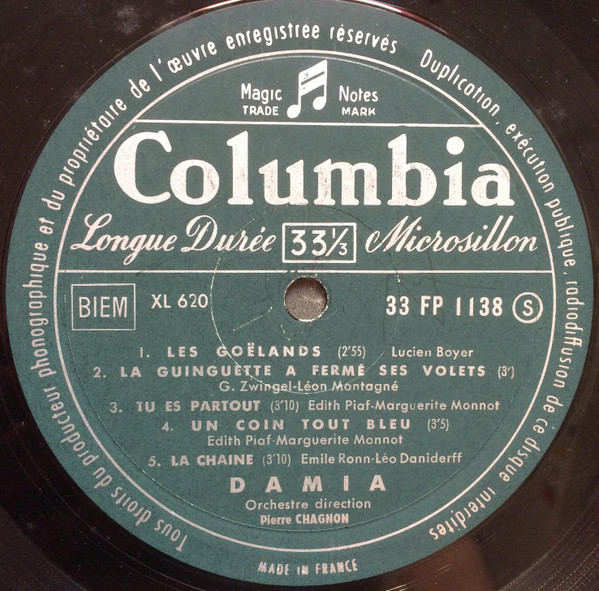 Tous droits du producteur phonographique et du propriétaire de l'œuvre enregistrée réservés Duplication, exécution publique, radiodiffusion de ce disque interdites
Magic Notes
TRADE MARK
Columbia
Longue Durée 33 1/3 Microsillon
BIEM XL 620 33 FP 1138 S
1. LES GOËLANDS (2'55) Lucien Boyer
2. LA GUINGUETTE A FERMÉ SES VOLETS (3')
G. Zwingel-Léon Montagné
3. TU ES PARTOUT (3'10) Edith Piaf-Marguerite Monnot
4. UN COIN TOUT BLEU (3'5)
Edith Piaf-Marguerite Monnot
5. LA CHAINE (3'10) Emile Ronn-Léo Daniderff
DAMIA
Orchestre direction
Pierre CHAGNON
MADE IN FRANCE